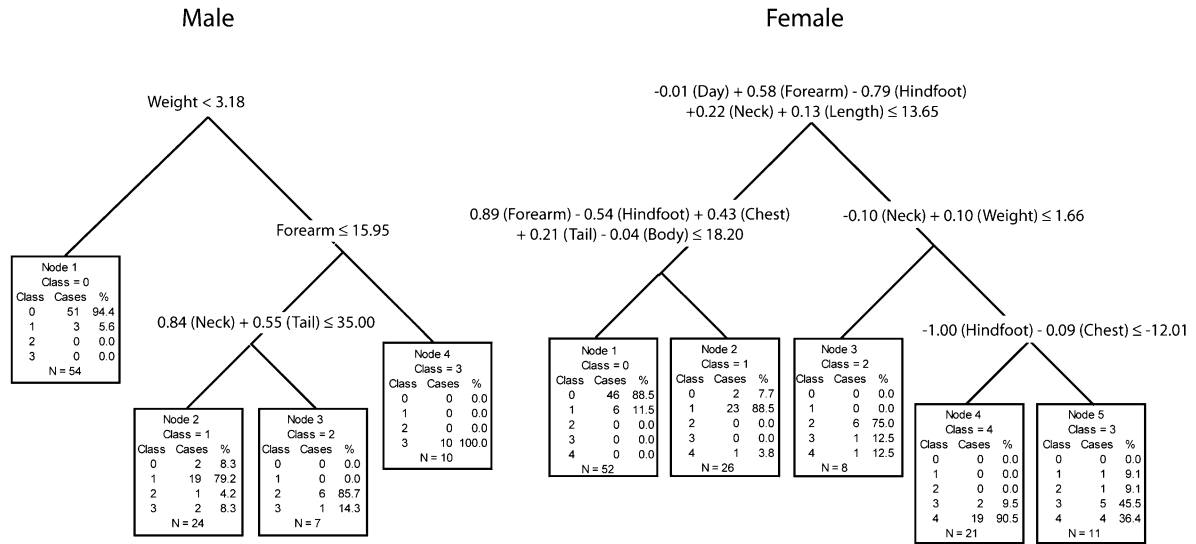 Male
Weight < 3.18
Forearm ≤ 15.95
0.84 (Neck) + 0.55 (Tail) ≤ 35.00
Node 1
Class = 0
Class Cases %
0 51 94.4
1 3 5.6
2 0 0.0
3 0 0.0
N = 54
Node 2
Class = 1
Class Cases %
0 2 8.3
1 19 79.2
2 1 4.2
3 2 8.3
N = 24
Node 3
Class = 2
Class Cases %
0 0 0.0
1 0 0.0
2 6 85.7
3 1 14.3
N = 7
Node 4
Class = 3
Class Cases %
0 0 0.0
1 0 0.0
2 0 0.0
3 10 100.0
N = 10
Female
-0.01 (Day) + 0.58 (Forearm) - 0.79 (Hindfoot)
+0.22 (Neck) + 0.13 (Length) ≤ 13.65
0.89 (Forearm) - 0.54 (Hindfoot) + 0.43 (Chest)
+ 0.21 (Tail) - 0.04 (Body) ≤ 18.20
-0.10 (Neck) + 0.10 (Weight) ≤ 1.66
-1.00 (Hindfoot) - 0.09 (Chest) ≤ -12.01
Node 1
Class = 0
Class Cases %
0 46 88.5
1 6 11.5
2 0 0.0
3 0 0.0
4 0 0.0
N = 52
Node 2
Class = 1
Class Cases %
0 2 7.7
1 23 88.5
2 0 0.0
3 0 0.0
4 1 3.8
N = 26
Node 3
Class = 2
Class Cases %
0 0 0.0
1 0 0.0
2 6 75.0
3 1 12.5
4 1 12.5
N = 8
Node 4
Class = 4
Class Cases %
0 0 0.0
1 0 0.0
2 0 0.0
3 2 9.5
4 19 90.5
N = 21
Node 5
Class = 3
Class Cases %
0 0 0.0
1 1 9.1
2 1 9.1
3 5 45.5
4 4 36.4
N = 11